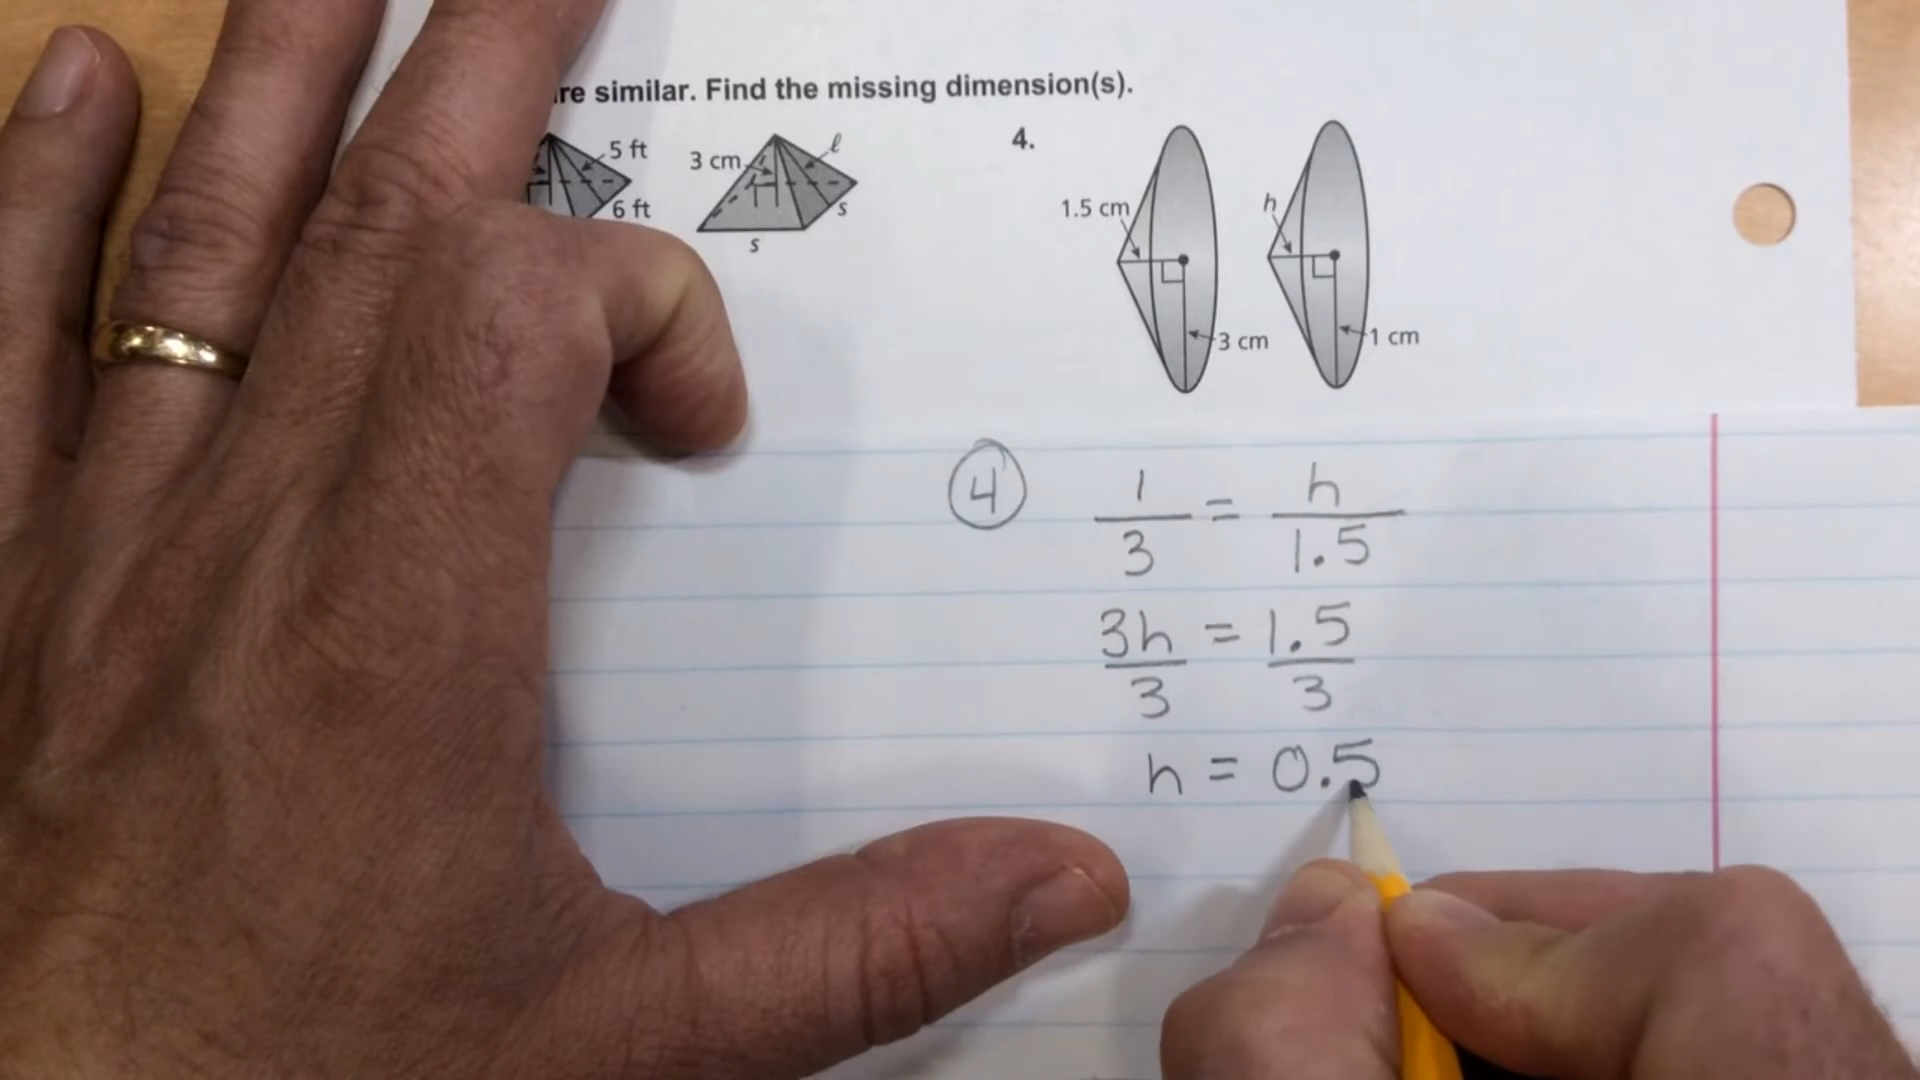 re similar. Find the missing dimension(s).
5 ft
6 ft
3 cm
ℓ
s
s
4.
1.5 cm
3 cm
h
1 cm
4
1/3 = h/1.5
3h/3 = 1.5/3
h = 0.5